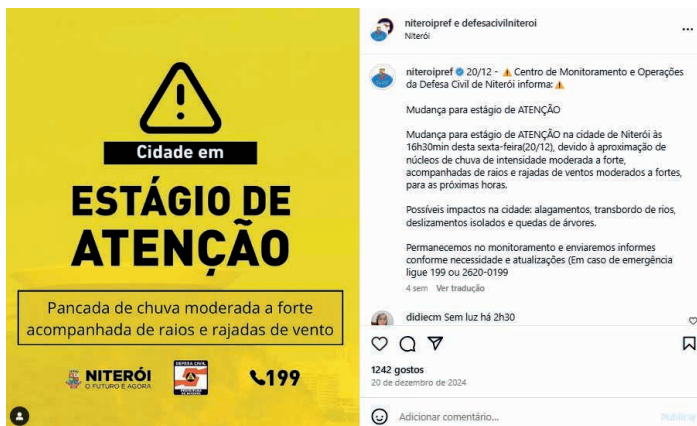 Cidade em
ESTÁGIO DE
ATENÇÃO
Pancada de chuva moderada a forte
acompanhada de raios e rajadas de vento
NITERÓI
O FUTURO É AGORA
DEFESA CIVIL
199
niteroipref e defesacivilniteroi
Niterói
niteroipref 20/12 - ⚠️ Centro de Monitoramento e Operações
da Defesa Civil de Niterói informa: ⚠️
Mudança para estágio de ATENÇÃO
Mudança para estágio de ATENÇÃO na cidade de Niterói às
16h30min desta sexta-feira(20/12), devido à aproximação de
núcleos de chuva de intensidade moderada a forte,
acompanhadas de raios e rajadas de ventos moderados a fortes,
para as próximas horas.
Possíveis impactos na cidade: alagamentos, transbordo de rios,
deslizamentos isolados e quedas de árvores.
Permanecemos no monitoramento e enviaremos informes
conforme necessidade e atualizações (Em caso de emergência
ligue 199 ou 2620-0199
4 sem Ver tradução
didiecm Sem luz há 2h30
1242 gostos
20 de dezembro de 2024
Adicionar comentário...
Publicar